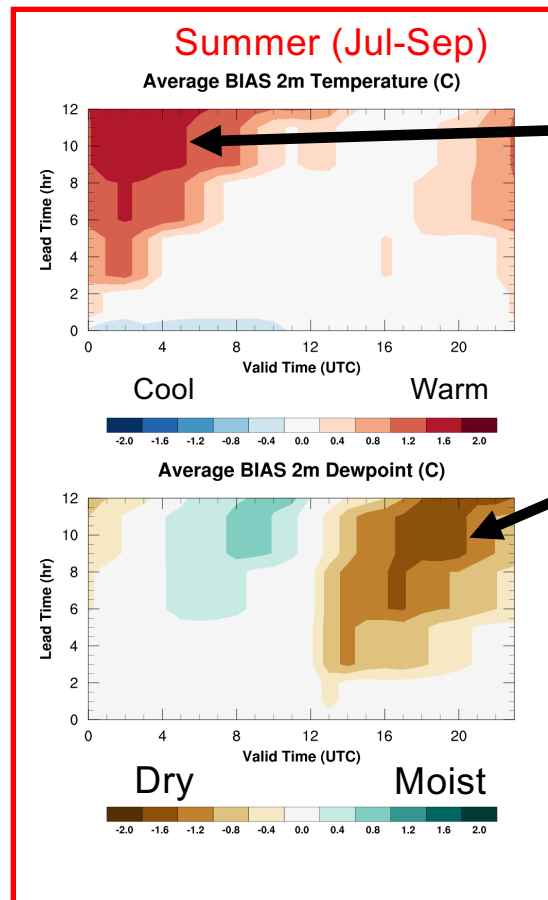 Summer (Jul-Sep)
Average BIAS 2m Temperature (C)
12
10
8
6
4
2
0
Lead Time (hr)
0 4 8 12 16 20
Valid Time (UTC)
Cool Warm
-2.0 -1.6 -1.2 -0.8 -0.4 0.0 0.4 0.8 1.2 1.6 2.0
Average BIAS 2m Dewpoint (C)
12
10
8
6
4
2
0
Lead Time (hr)
0 4 8 12 16 20
Valid Time (UTC)
Dry Moist
-2.0 -1.6 -1.2 -0.8 -0.4 0.0 0.4 0.8 1.2 1.6 2.0